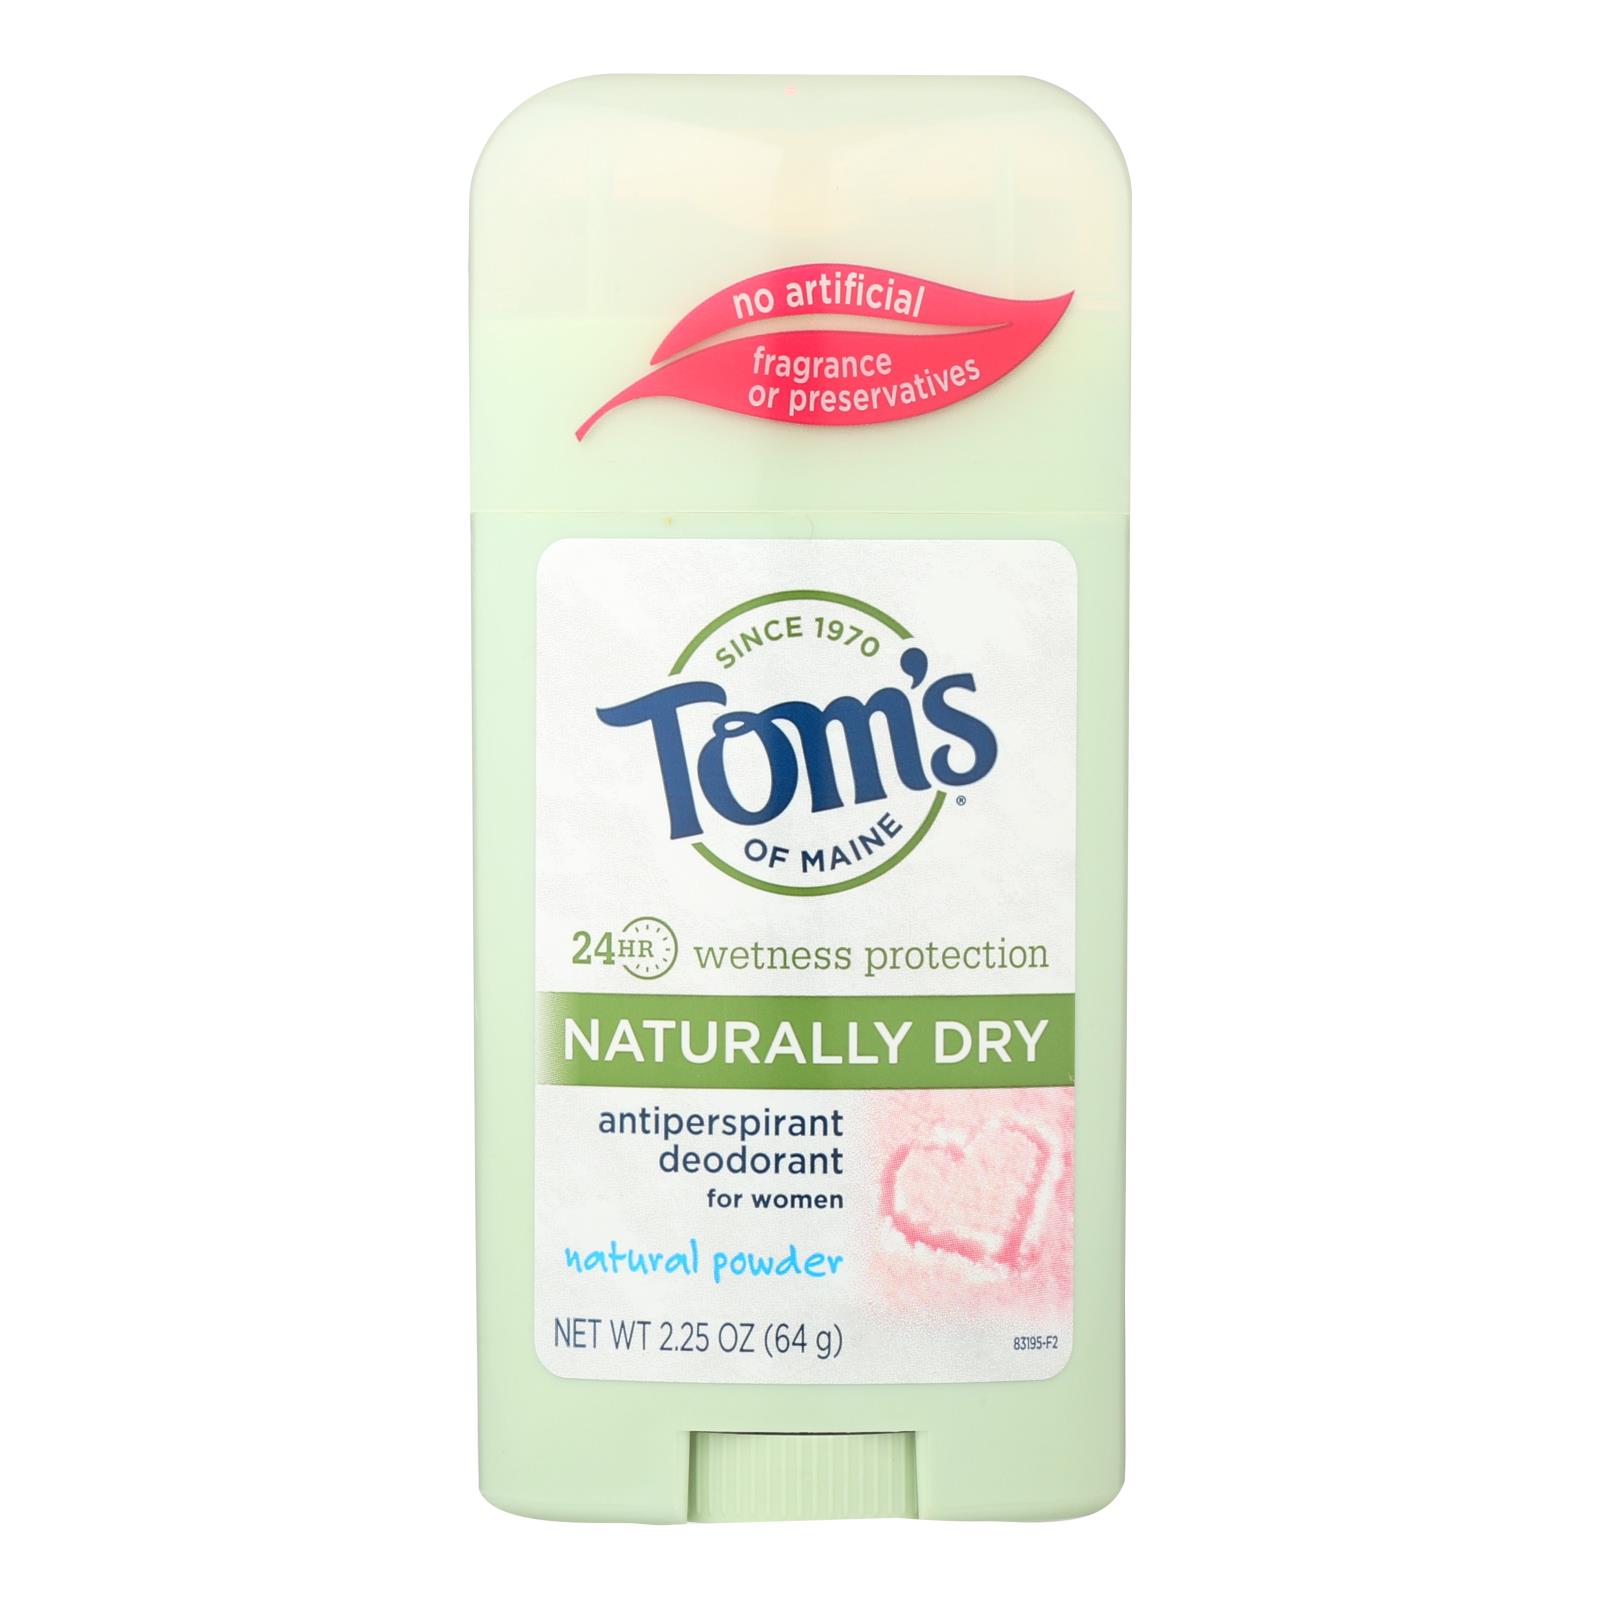 no artificial
fragrance
or preservatives
SINCE 1970
Tom's
®
OF MAINE
24HR wetness protection
NATURALLY DRY
antiperspirant
deodorant
for women
natural powder
NET WT 2.25 OZ (64 g)
83195-F2